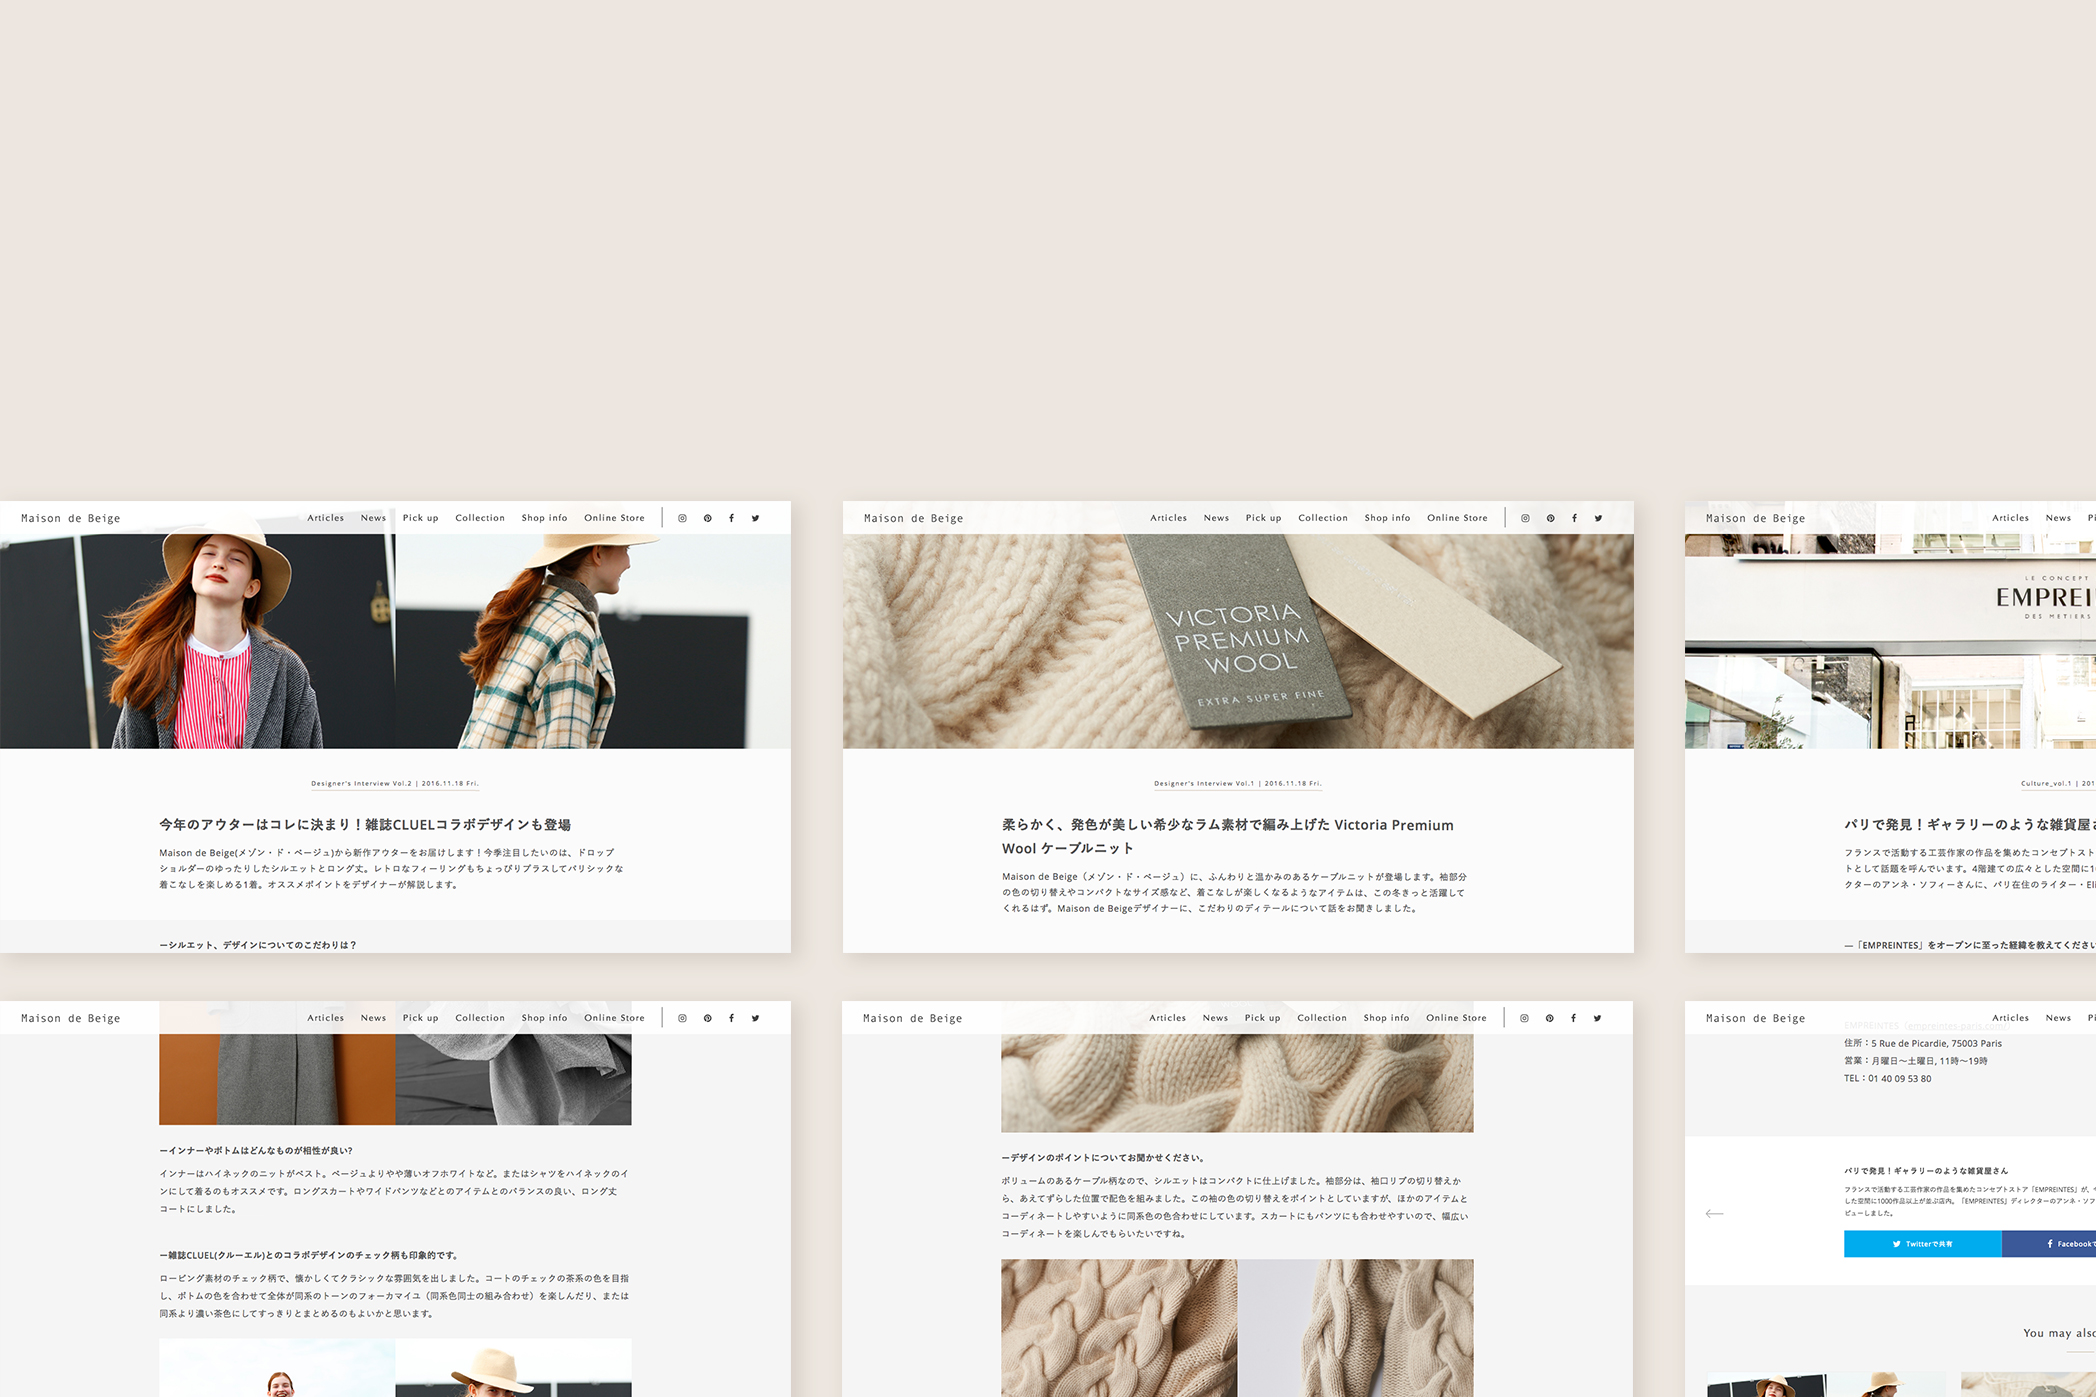 Maison de Beige
Articles News Pick up Collection Shop info Online Store
Designer's Interview Vol.2 | 2016.11.18 Fri.
今年のアウターはコレに決まり！雑誌CLUELコラボデザインも登場
Maison de Beige(メゾン・ド・ベージュ)から新作アウターをお届けします！今季注目したいのは、ドロップ
ショルダーのゆったりしたシルエットとロング丈。レトロなフィーリングもちょっぴりプラスしてパリシックな
着こなしを楽しめる1着。オススメポイントをデザイナーが解説します。
ーシルエット、デザインについてのこだわりは？
Maison de Beige
Articles News Pick up Collection Shop info Online Store
VICTORIA
PREMIUM
WOOL
EXTRA SUPER FINE
Designer's Interview Vol.1 | 2016.11.18 Fri.
柔らかく、発色が美しい希少なラム素材で編み上げた Victoria Premium
Wool ケーブルニット
Maison de Beige（メゾン・ド・ベージュ）に、ふんわりと温かみのあるケーブルニットが登場します。袖部分
の色の切り替えやコンパクトなサイズ感など、着こなしが楽しくなるようなアイテムは、この冬きっと活躍して
くれるはず。Maison de Beigeデザイナーに、こだわりのディテールについて話をお聞きしました。
Maison de Beige
Articles News
LE CONCEPT
EMPREI
DES METIERS
Culture_vol.1 | 201
パリで発見！ギャラリーのような雑貨屋
フランスで活動する工芸作家の作品を集めたコンセプトスト
トとして話題を呼んでいます。4階建ての広々とした空間に1
クターのアンネ・ソフィーさんに、パリ在住のライター・Eli
―「EMPREINTES」をオープンに至った経緯を教えてください
Maison de Beige
Articles News Pick up Collection Shop info Online Store
ーインナーやボトムはどんなものが相性が良い?
インナーはハイネックのニットがベスト。ベージュよりやや薄いオフホワイトなど。またはシャツをハイネックのイ
ンにして着るのもオススメです。ロングスカートやワイドパンツなどとのアイテムとのバランスの良い、ロング丈
コートにしました。
ー雑誌CLUEL(クルーエル)とのコラボデザインのチェック柄も印象的です。
ロービング素材のチェック柄で、懐かしくてクラシックな雰囲気を出しました。コートのチェックの茶系の色を目指
し、ボトムの色を合わせて全体が同系のトーンのフォーカマイユ（同系色同士の組み合わせ）を楽しんだり、または
同系より濃い茶色にしてすっきりとまとめるのもよいかと思います。
Maison de Beige
Articles News Pick up Collection Shop info Online Store
ーデザインのポイントについてお聞かせください。
ボリュームのあるケーブル柄なので、シルエットはコンパクトに仕上げました。袖部分は、袖口リブの切り替えか
ら、あえてずらした位置で配色を組みました。この袖の色の切り替えをポイントとしていますが、ほかのアイテムと
コーディネートしやすいように同系色の色合わせにしています。スカートにもパンツにも合わせやすいので、幅広い
コーディネートを楽しんでもらいたいですね。
Maison de Beige
Articles News
EMPREINTES（empreintes-paris.com/）
住所：5 Rue de Picardie, 75003 Paris
営業：月曜日〜土曜日, 11時〜19時
TEL：01 40 09 53 80
パリで発見！ギャラリーのような雑貨屋さん
フランスで活動する工芸作家の作品を集めたコンセプトストア「EMPREINTES」が、
した空間に1000作品以上が並ぶ店内。「EMPREINTES」ディレクターのアンネ・ソフ
ビューしました。
Twitterで共有
Facebookで
You may also